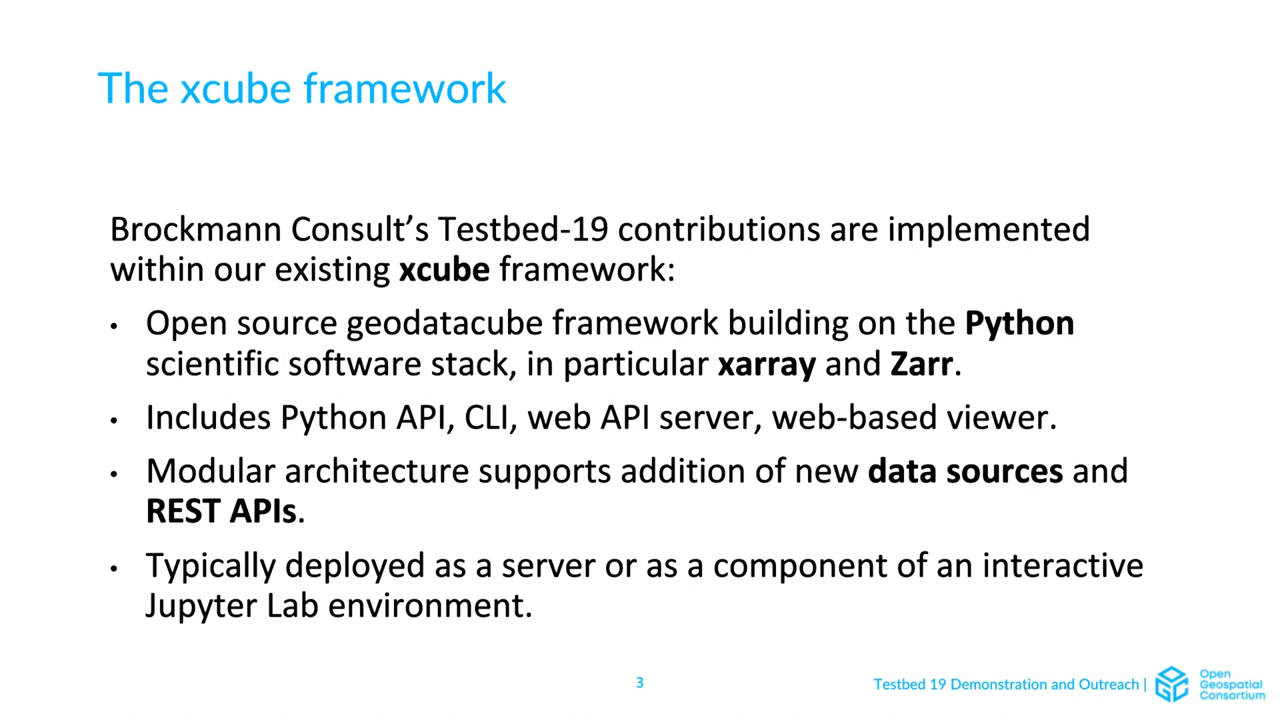 The xcube framework
Brockmann Consult’s Testbed-19 contributions are implemented
within our existing xcube framework:
• Open source geodatacube framework building on the Python
scientific software stack, in particular xarray and Zarr.
• Includes Python API, CLI, web API server, web-based viewer.
• Modular architecture supports addition of new data sources and
REST APIs.
• Typically deployed as a server or as a component of an interactive
Jupyter Lab environment.
3
Testbed 19 Demonstration and Outreach |
Open
Geospatial
Consortium